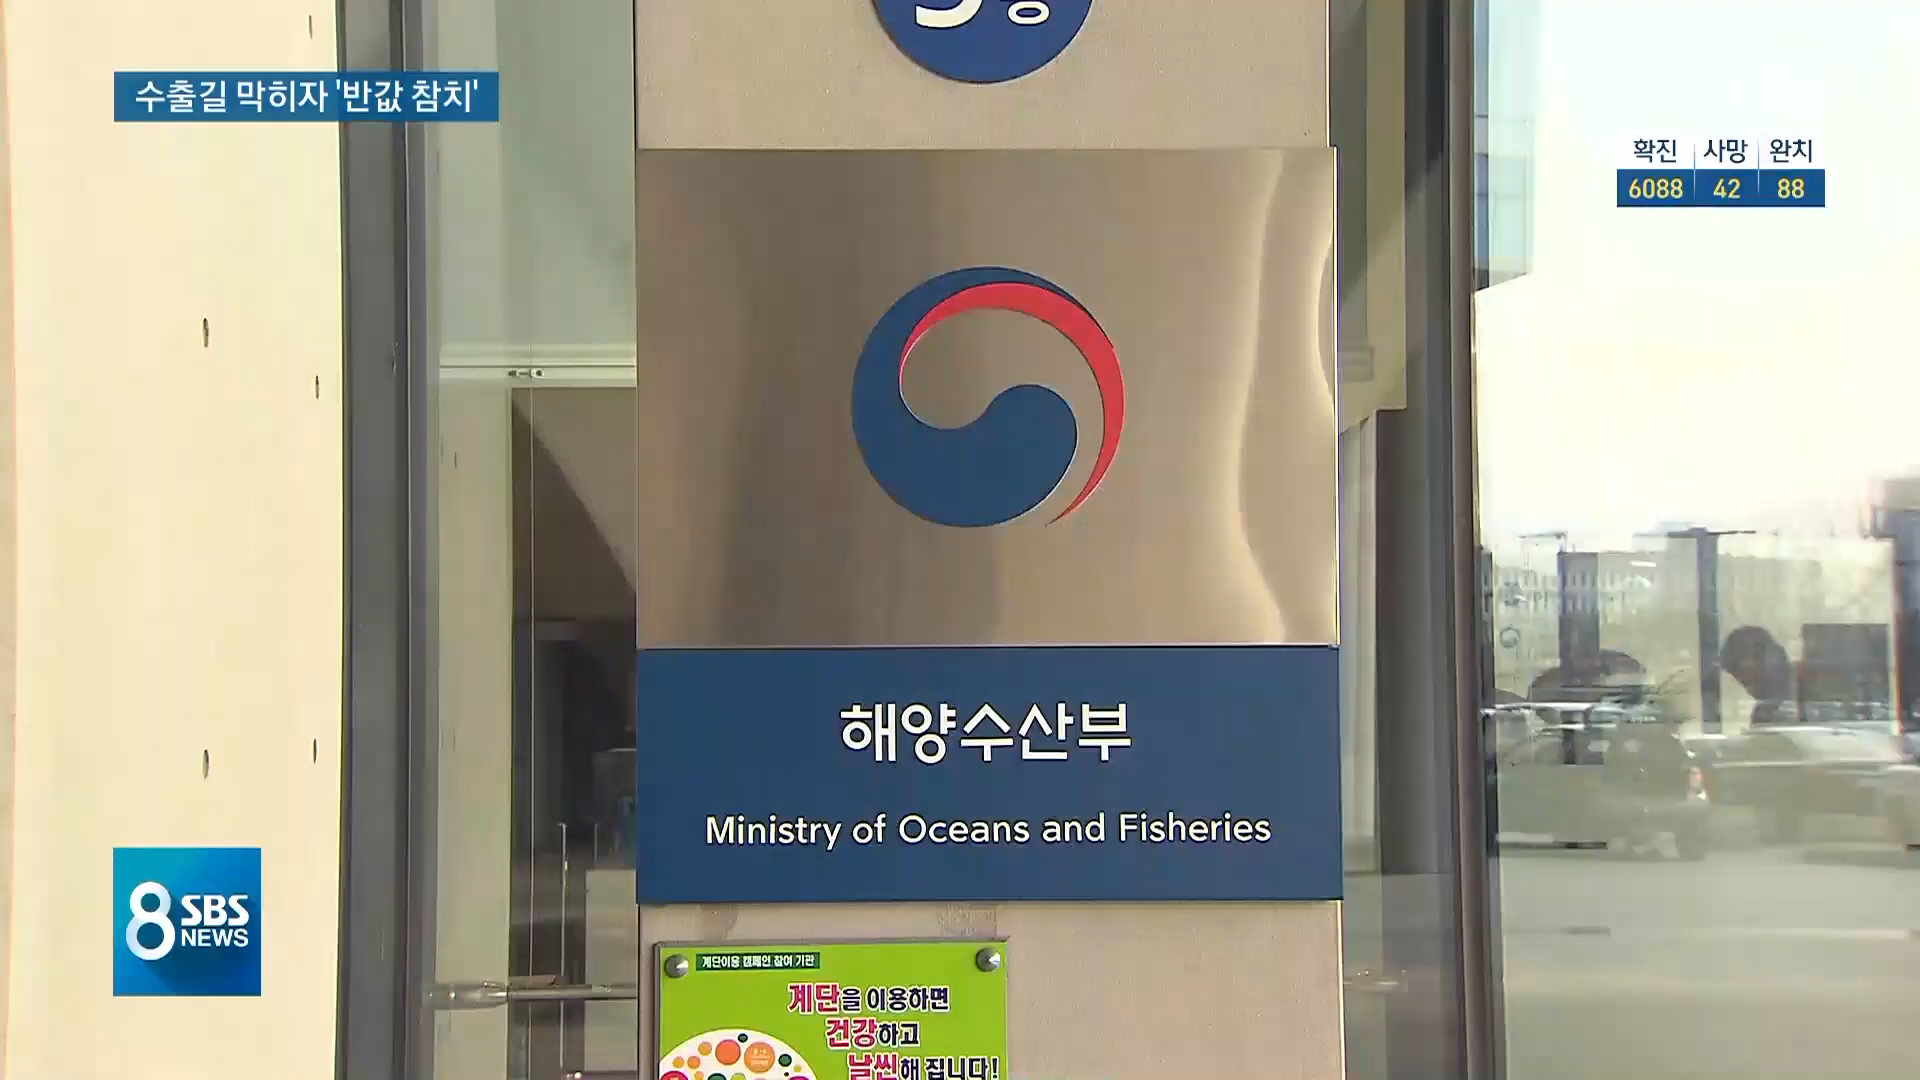 수출길 막히자 '반값 참치'
확진 사망 완치
6088 42 88
해양수산부
Ministry of Oceans and Fisheries
8 SBS
NEWS
계단이용 캠페인 참여 기관
계단을 이용하면
건강하고
날씬해 집니다!